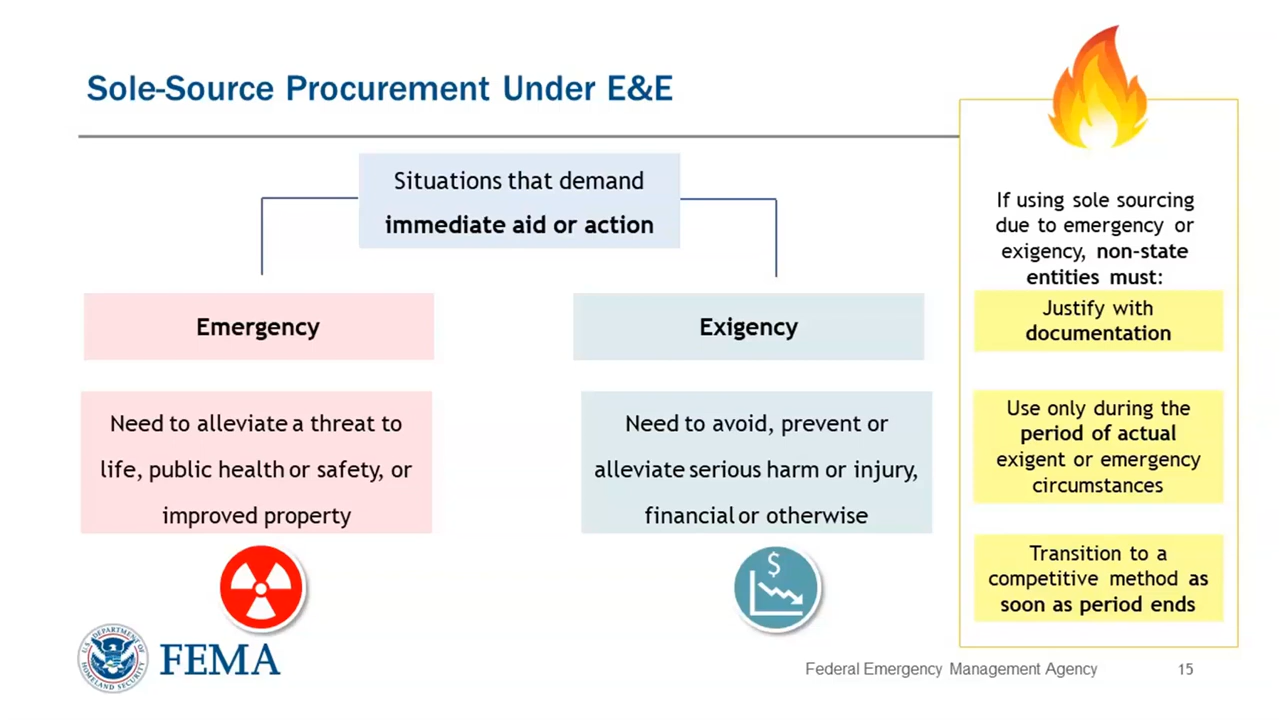 Sole-Source Procurement Under E&E
Situations that demand
immediate aid or action
Emergency
Need to alleviate a threat to
life, public health or safety, or
improved property
Exigency
Need to avoid, prevent or
alleviate serious harm or injury,
financial or otherwise
$
If using sole sourcing
due to emergency or
exigency, non-state
entities must:
Justify with
documentation
Use only during the
period of actual
exigent or emergency
circumstances
Transition to a
competitive method as
soon as period ends
U.S. DEPARTMENT OF
HOMELAND SECURITY
FEMA
Federal Emergency Management Agency
15